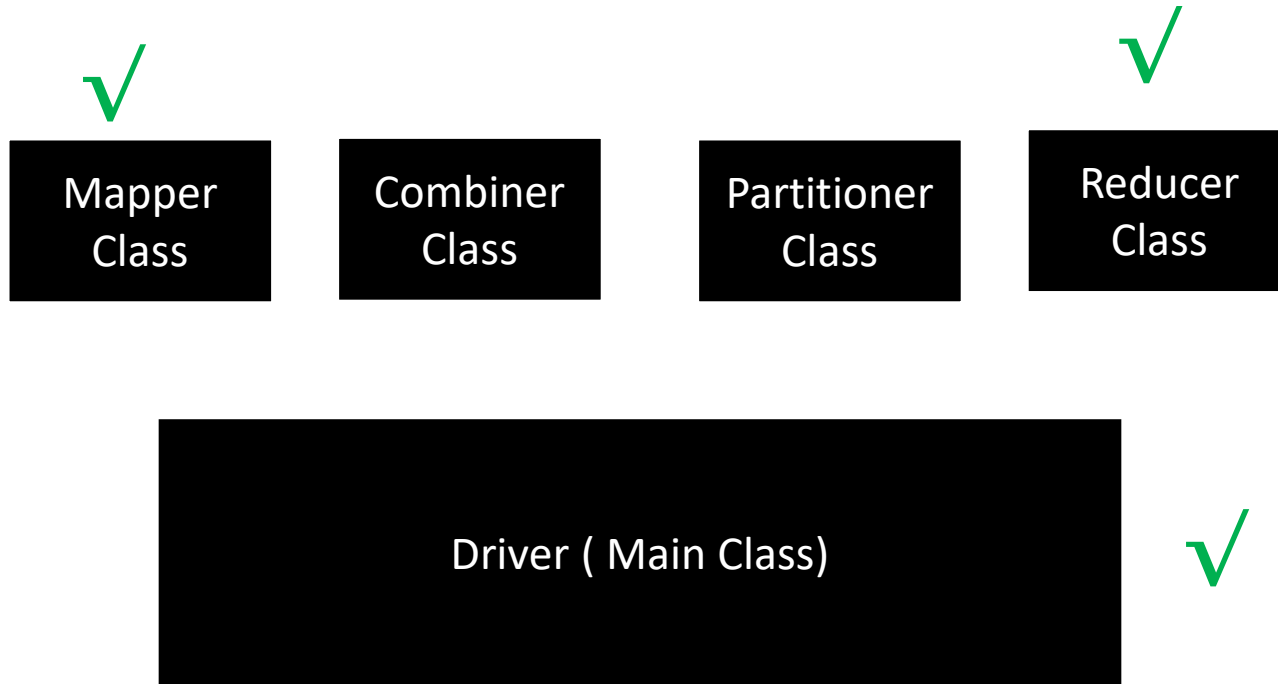 √
√
Mapper
Class
Combiner
Class
Partitioner
Class
Reducer
Class
Driver ( Main Class)
√